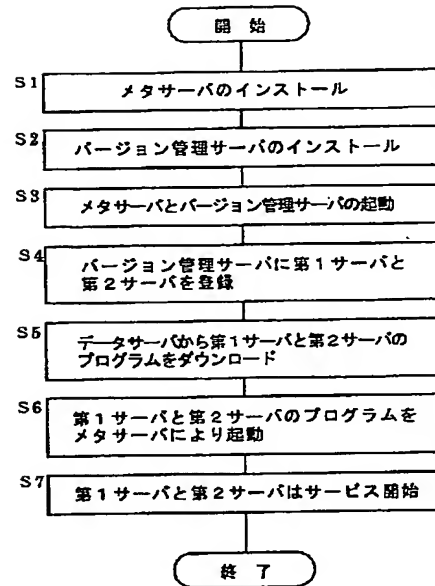 開 始
S1
メタサーバのインストール
S2
バージョン管理サーバのインストール
S3
メタサーバとバージョン管理サーバの起動
S4
バージョン管理サーバに第1サーバと
第2サーバを登録
S5
データサーバから第1サーバと第2サーバの
プログラムをダウンロード
S6
第1サーバと第2サーバのプログラムを
メタサーバにより起動
S7
第1サーバと第2サーバはサービス開始
終 了